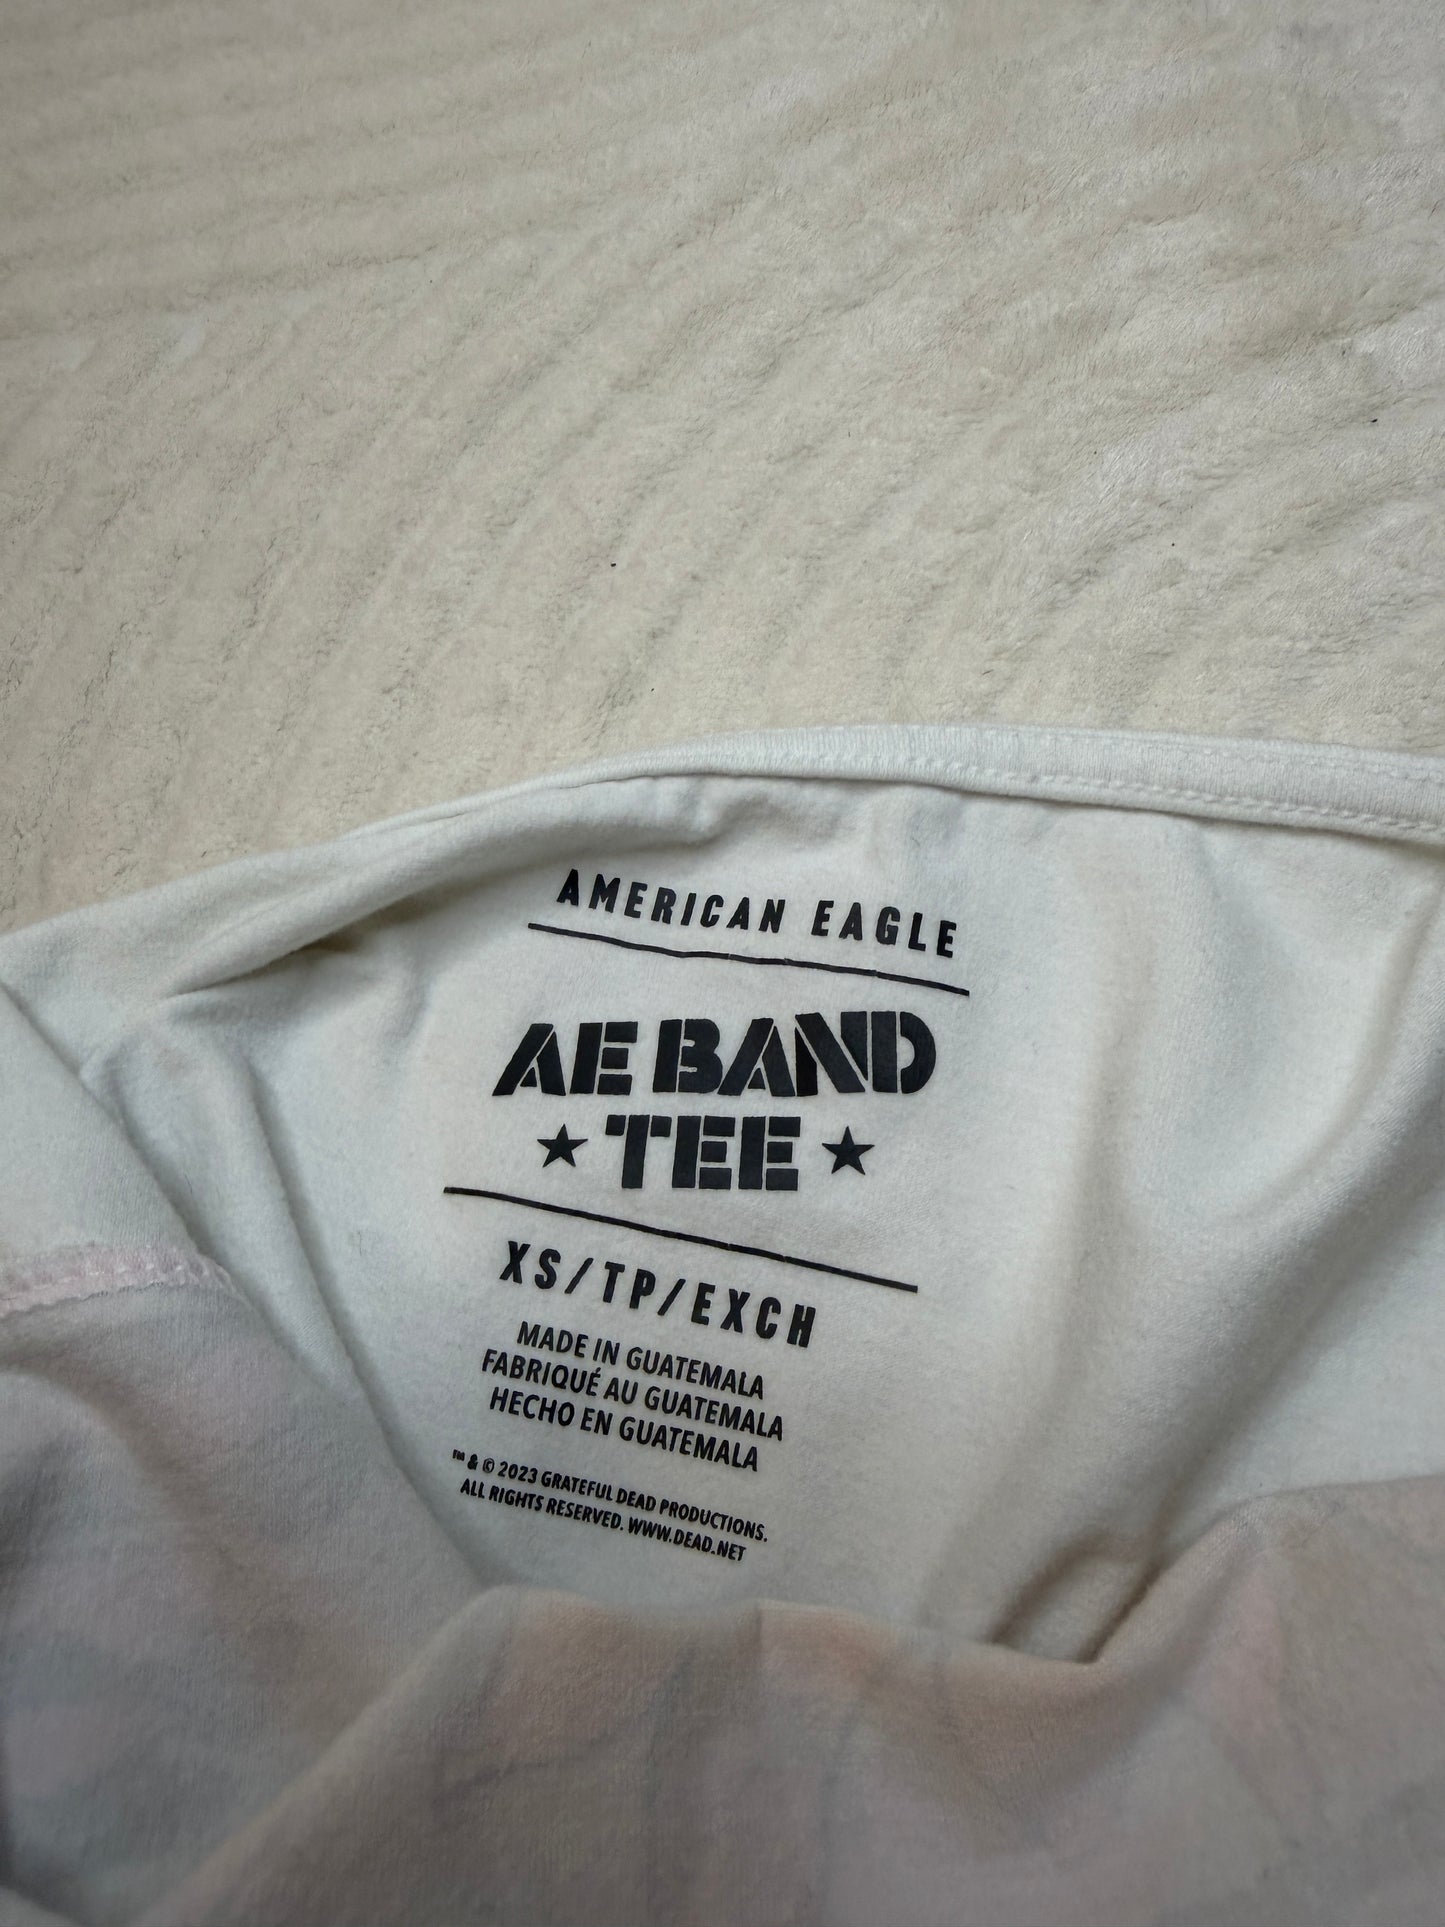 AMERICAN EAGLE
AE BAND
★ TEE ★
XS/TP/EXCH
MADE IN GUATEMALA
FABRIQUÉ AU GUATEMALA
HECHO EN GUATEMALA
™ & © 2023 GRATEFUL DEAD PRODUCTIONS.
ALL RIGHTS RESERVED. WWW.DEAD.NET